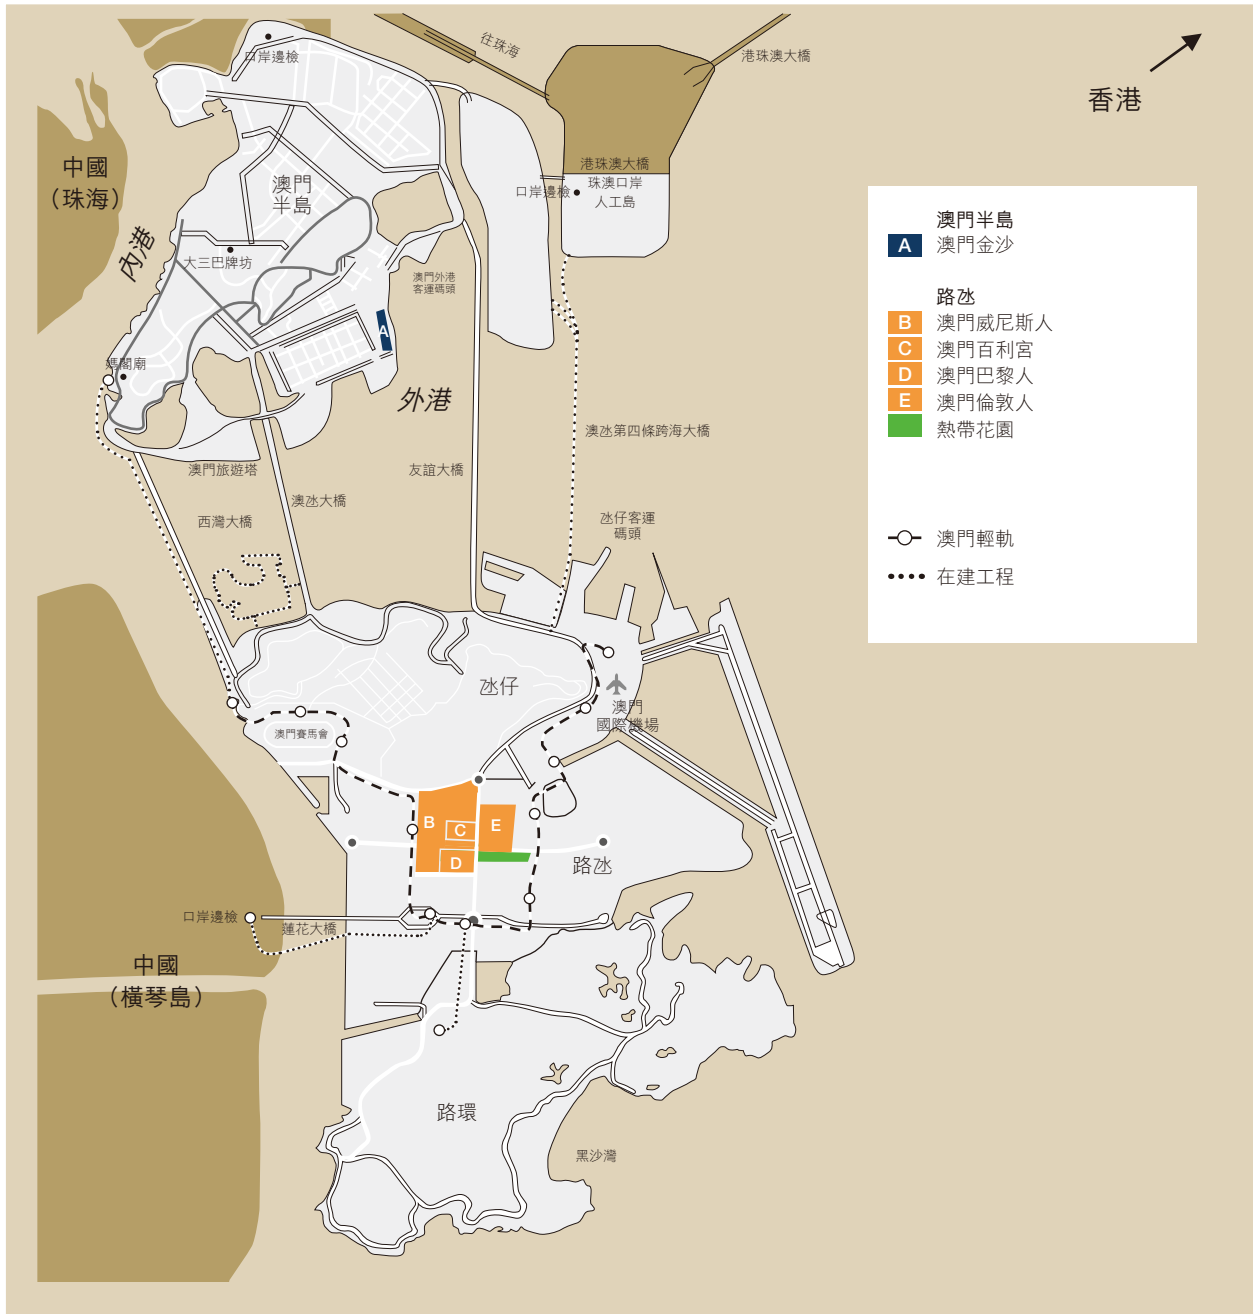 口岸邊檢
往珠海
港珠澳大橋
香港
中國
（珠海）
澳門
半島
港珠澳大橋
珠澳口岸
人工島
口岸邊檢
內港
大三巴牌坊
澳門外港
客運碼頭
A
媽閣廟
外港
澳門旅遊塔
澳氹大橋
友誼大橋
澳氹第四條跨海大橋
西灣大橋
氹仔客運
碼頭
氹仔
澳門
國際機場
澳門賽馬會
B
C
D
E
路氹
口岸邊檢
蓮花大橋
中國
（橫琴島）
路環
黑沙灣
澳門半島
A 澳門金沙
路氹
B 澳門威尼斯人
C 澳門百利宮
D 澳門巴黎人
E 澳門倫敦人
熱帶花園
澳門輕軌
在建工程